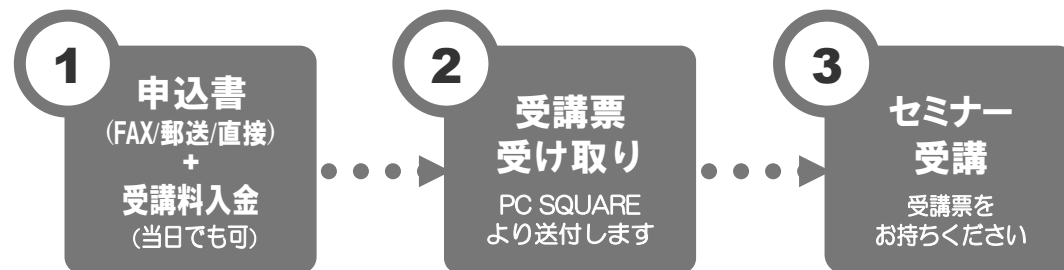 1
申込書
(FAX/郵送/直接)
+
受講料入金
(当日でも可)
2
受講票
受け取り
PC SQUARE
より送付します
3
セミナー
受講
受講票を
お持ちください